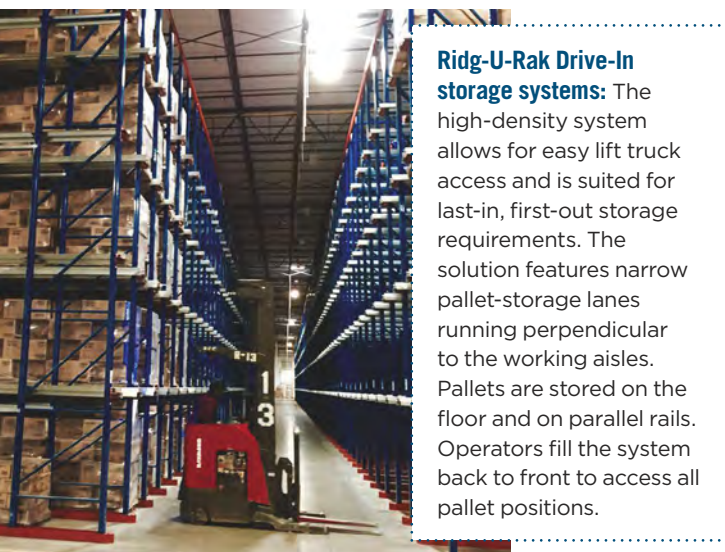 Ridg-U-Rak Drive-In
storage systems: The
high-density system
allows for easy lift truck
access and is suited for
last-in, first-out storage
requirements. The
solution features narrow
pallet-storage lanes
running perpendicular
to the working aisles.
Pallets are stored on the
floor and on parallel rails.
Operators fill the system
back to front to access all
pallet positions.
E-13
1
3
RAYMOND